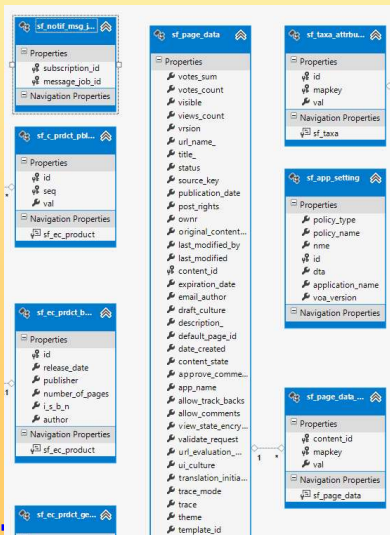 sf_notif_msg_j...
Properties
subscription_id
message_job_id
Navigation Properties
sf_c_prdct_pbl...
Properties
id
seq
val
Navigation Properties
sf_ec_product
*
sf_ec_prdct_b...
Properties
id
release_date
publisher
number_of_pages
i_s_b_n
author
Navigation Properties
sf_ec_product
1
sf_ec_prdct_ge...
sf_page_data
Properties
votes_sum
votes_count
visible
views_count
vrsion
url_name_
title_
status
source_key
publication_date
post_rights
ownr
original_content...
last_modified_by
last_modified
content_id
expiration_date
email_author
draft_culture
description_
default_page_id
date_created
content_state
approve_comme...
app_name
allow_track_backs
allow_comments
view_state_encry...
validate_request
url_evaluation_...
ui_culture
translation_initia...
trace_mode
trace
theme
template_id
1 *
sf_taxa_attribu...
Properties
id
mapkey
val
Navigation Properties
sf_taxa
sf_app_setting
Properties
policy_type
policy_name
nme
id
dta
application_name
voa_version
Navigation Properties
sf_page_data_...
Properties
content_id
mapkey
val
Navigation Properties
sf_page_data